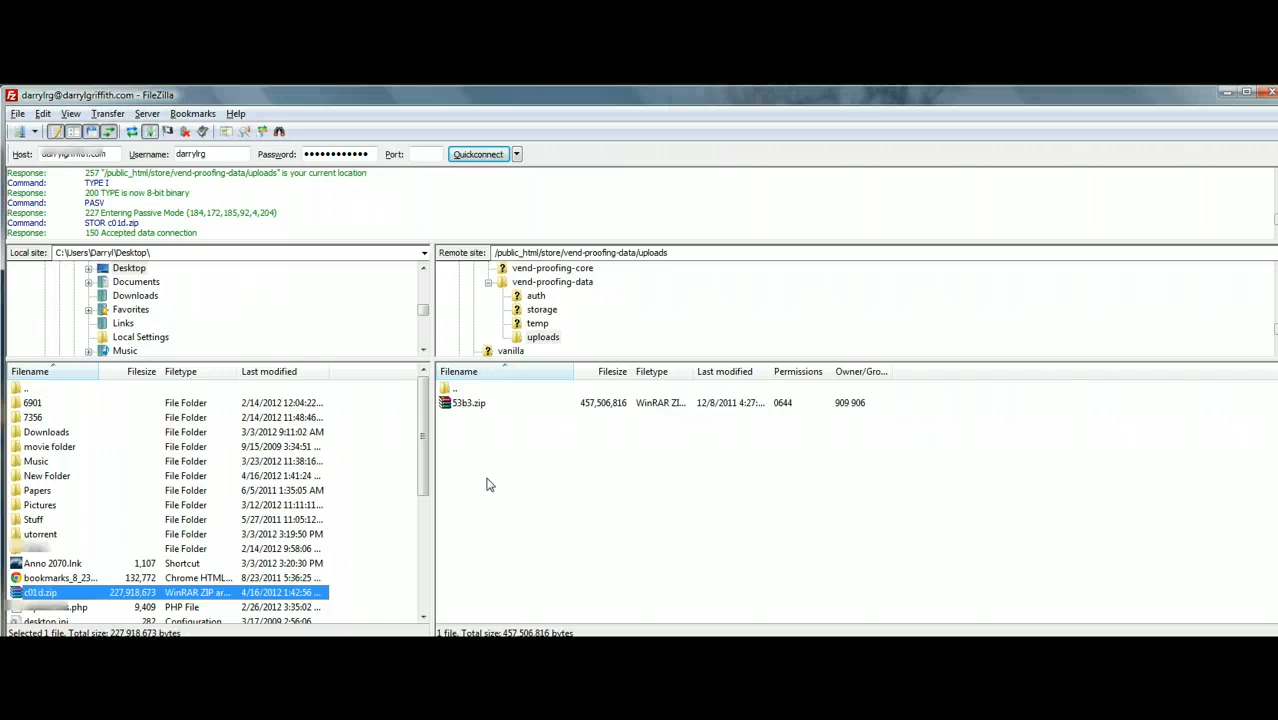 darrylrg@darrylgriffith.com - FileZilla
File Edit View Transfer Server Bookmarks Help
Host: Username: darrylrg Password: •••••••••••• Port: Quickconnect
Response: 257 "/public_html/store/vend-proofing-data/uploads" is your current location
Command: TYPE I
Response: 200 TYPE is now 8-bit binary
Command: PASV
Response: 227 Entering Passive Mode (184,172,185,92,4,204)
Command: STOR c01d.zip
Response: 150 Accepted data connection
Local site: C:\Users\Darryl\Desktop\
Desktop
Documents
Downloads
Favorites
Links
Local Settings
Music
Remote site: /public_html/store/vend-proofing-data/uploads
vend-proofing-core
vend-proofing-data
auth
storage
temp
uploads
vanilla
Filename Filesize Filetype Last modified
..
6901 File Folder 2/14/2012 12:04:22...
7356 File Folder 2/14/2012 11:48:46...
Downloads File Folder 3/3/2012 9:11:02 AM
movie folder File Folder 9/15/2009 3:34:51 ...
Music File Folder 3/23/2012 11:38:16...
New Folder File Folder 4/16/2012 1:41:24 ...
Papers File Folder 6/5/2011 1:35:05 AM
Pictures File Folder 3/12/2012 11:11:11...
Stuff File Folder 5/27/2011 11:05:12...
utorrent File Folder 3/3/2012 3:19:50 PM
File Folder 2/14/2012 9:58:06 ...
Anno 2070.lnk 1,107 Shortcut 3/3/2012 3:20:30 PM
bookmarks_8_23... 132,772 Chrome HTML... 8/23/2011 5:36:25 ...
c01d.zip 227,918,673 WinRAR ZIP ar... 4/16/2012 1:42:56 ...
.php 9,409 PHP File 2/26/2012 3:35:02 ...
desktop.ini 282 Configuration 3/17/2009 2:56:06
Selected 1 file. Total size: 227,918,673 bytes
Filename Filesize Filetype Last modified Permissions Owner/Gro...
..
53b3.zip 457,506,816 WinRAR ZI... 12/8/2011 4:27:... 0644 909 906
1 file. Total size: 457,506,816 bytes